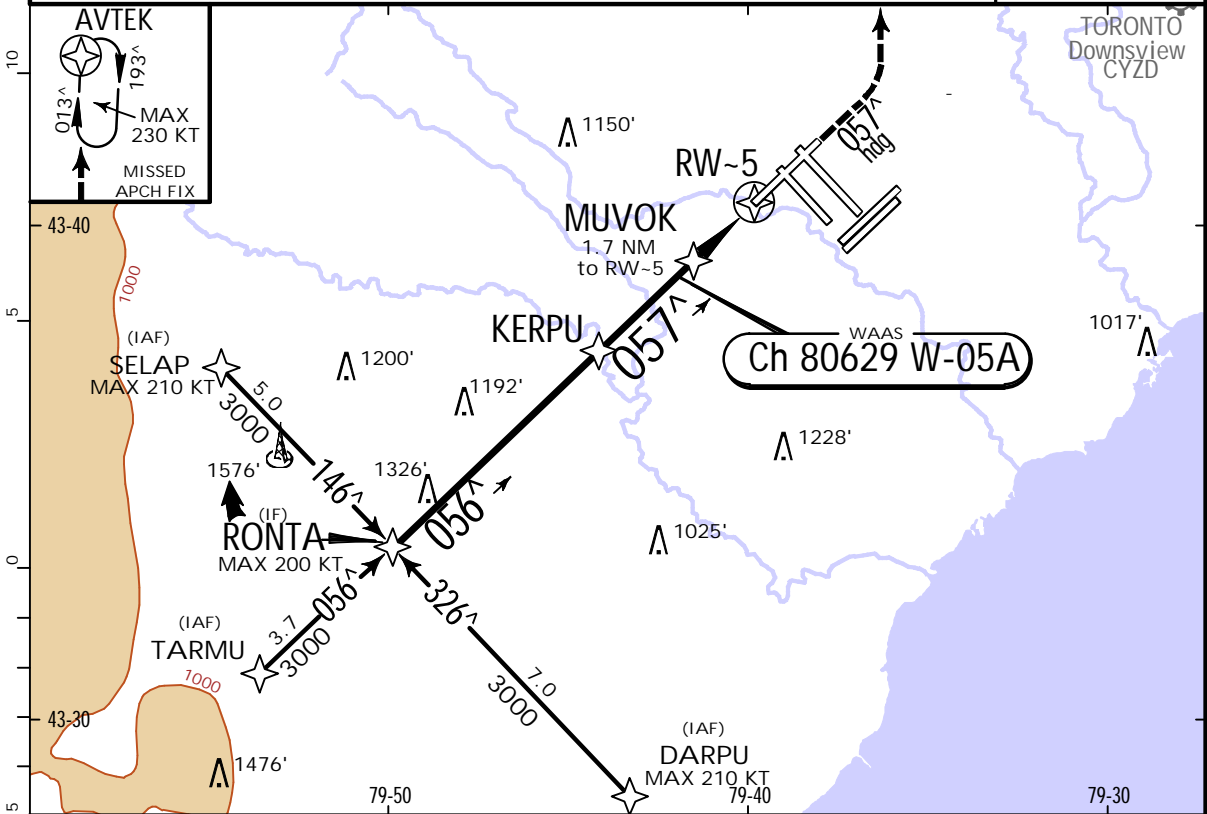 AVTEK
193^
013^
MAX
230 KT
MISSED
APCH FIX
TORONTO
Downsview
CYZD
10
1150'
057^
hdg
RW~5
MUVOK
1.7 NM
to RW~5
43-40
1000
5
(IAF)
SELAP
MAX 210 KT
5.0
3000
146^
1200'
1192'
KERPU
057^
WAAS
Ch 80629 W-05A
1017'
1576'
1326'
1228'
(IF)
RONTA
MAX 200 KT
056^
1025'
0
056^
326^
(IAF)
TARMU
3.7
3000
1000
7.0
3000
43-30
1476'
(IAF)
DARPU
MAX 210 KT
5
79-50
79-40
79-30